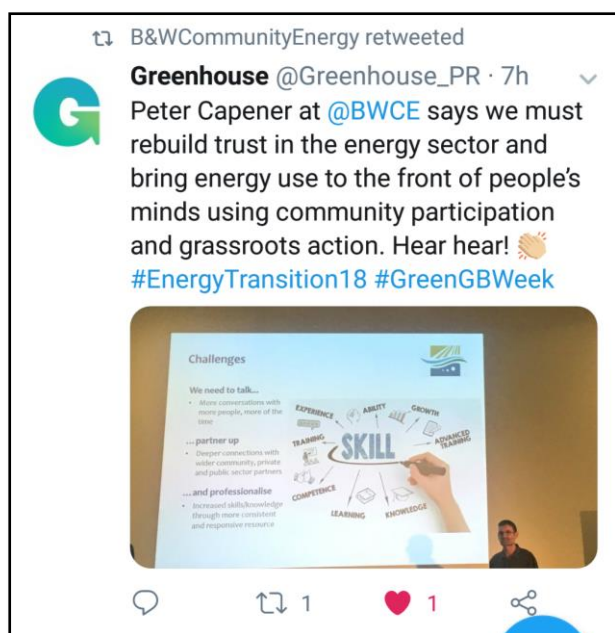 B&WCommunityEnergy retweeted
Greenhouse @Greenhouse_PR · 7h
Peter Capener at @BWCE says we must
rebuild trust in the energy sector and
bring energy use to the front of people's
minds using community participation
and grassroots action. Hear hear! 👏🏼
#EnergyTransition18 #GreenGBWeek
Challenges
We need to talk...
• More conversations with
more people, more of the
time
...partner up
• Deeper connections with
wider community, private
and public sector partners
...and professionalise
• Increased skills/knowledge
through more consistent
and responsive resource
EXPERIENCE
ABILITY
GROWTH
TRAINING
SKILL
ADVANCED
TRAINING
COMPETENCE
LEARNING
KNOWLEDGE
1
1